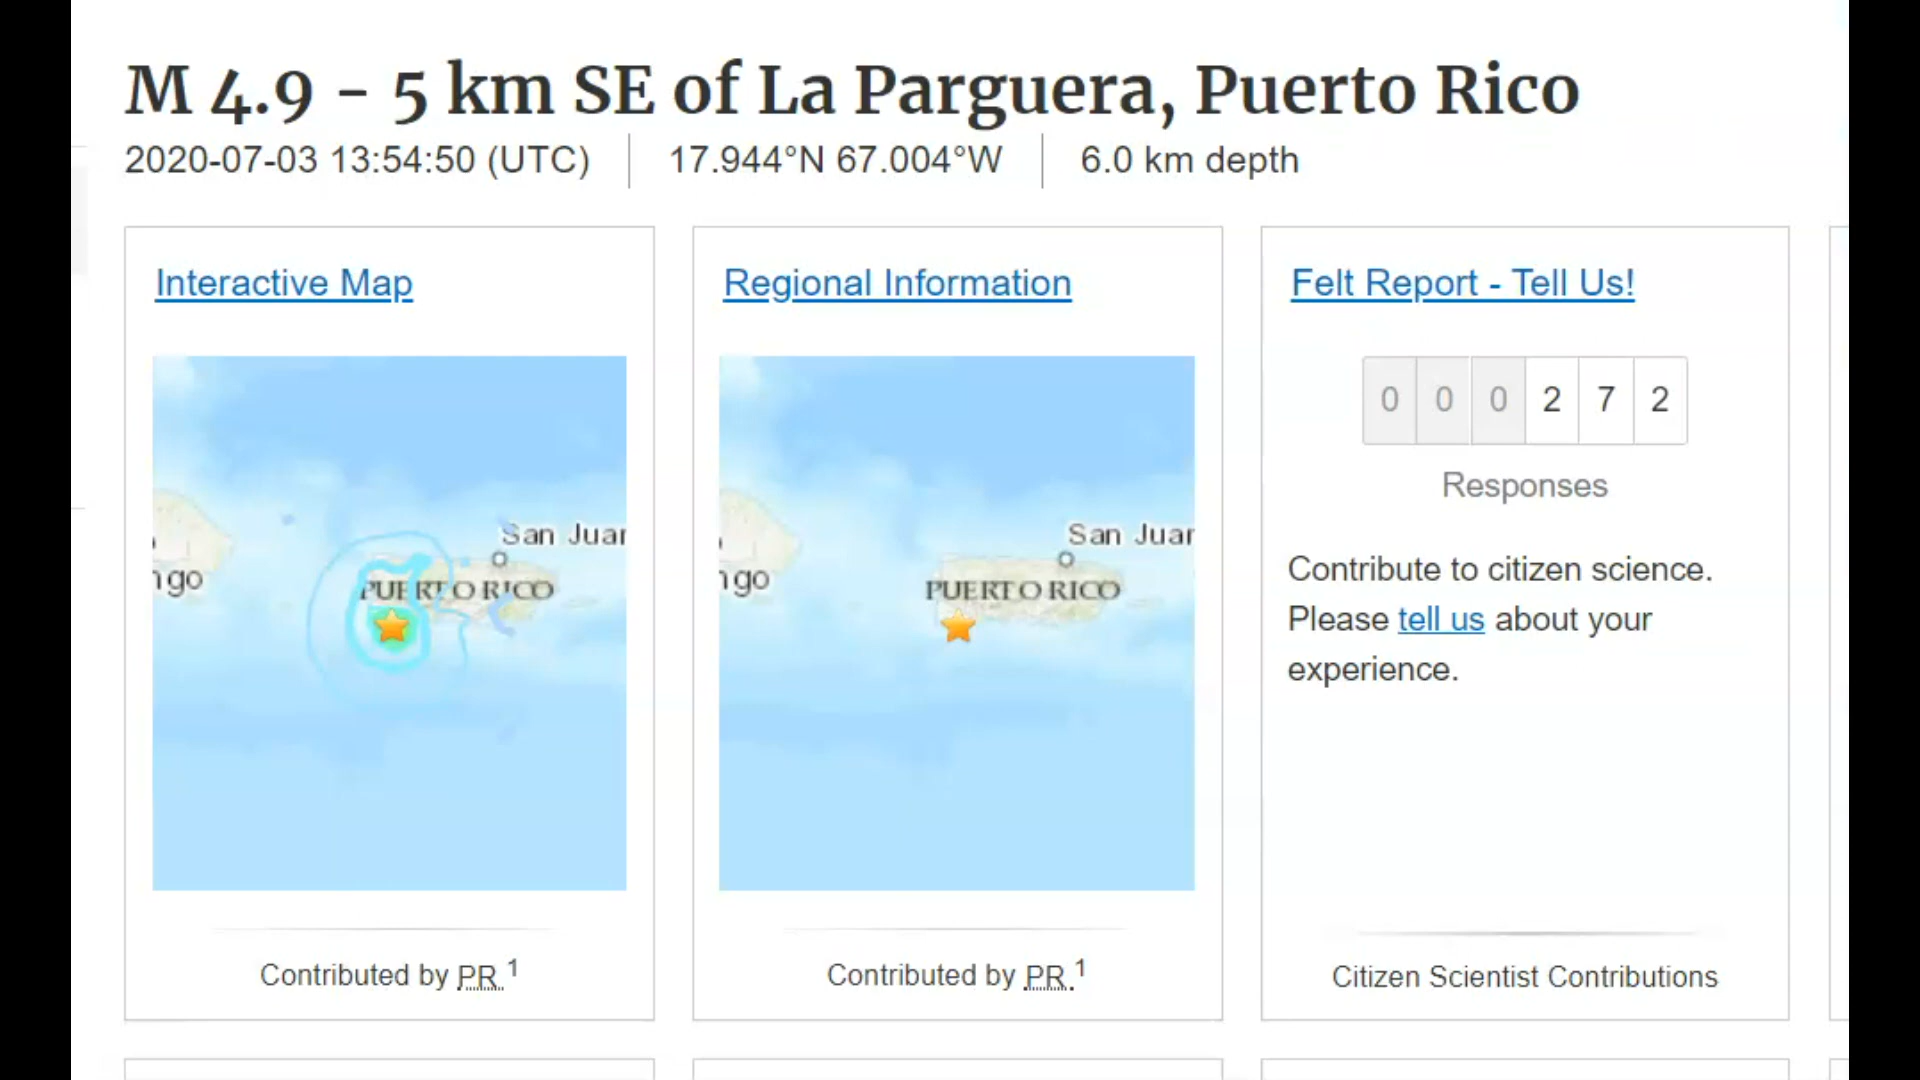 M 4.9 - 5 km SE of La Parguera, Puerto Rico
2020-07-03 13:54:50 (UTC)
17.944°N 67.004°W
6.0 km depth
Interactive Map
San Juan
ngo
PUERTO RICO
Contributed by PR 1
Regional Information
San Juan
ngo
PUERTO RICO
Contributed by PR 1
Felt Report - Tell Us!
0 0 0 2 7 2
Responses
Contribute to citizen science.
Please tell us about your
experience.
Citizen Scientist Contributions